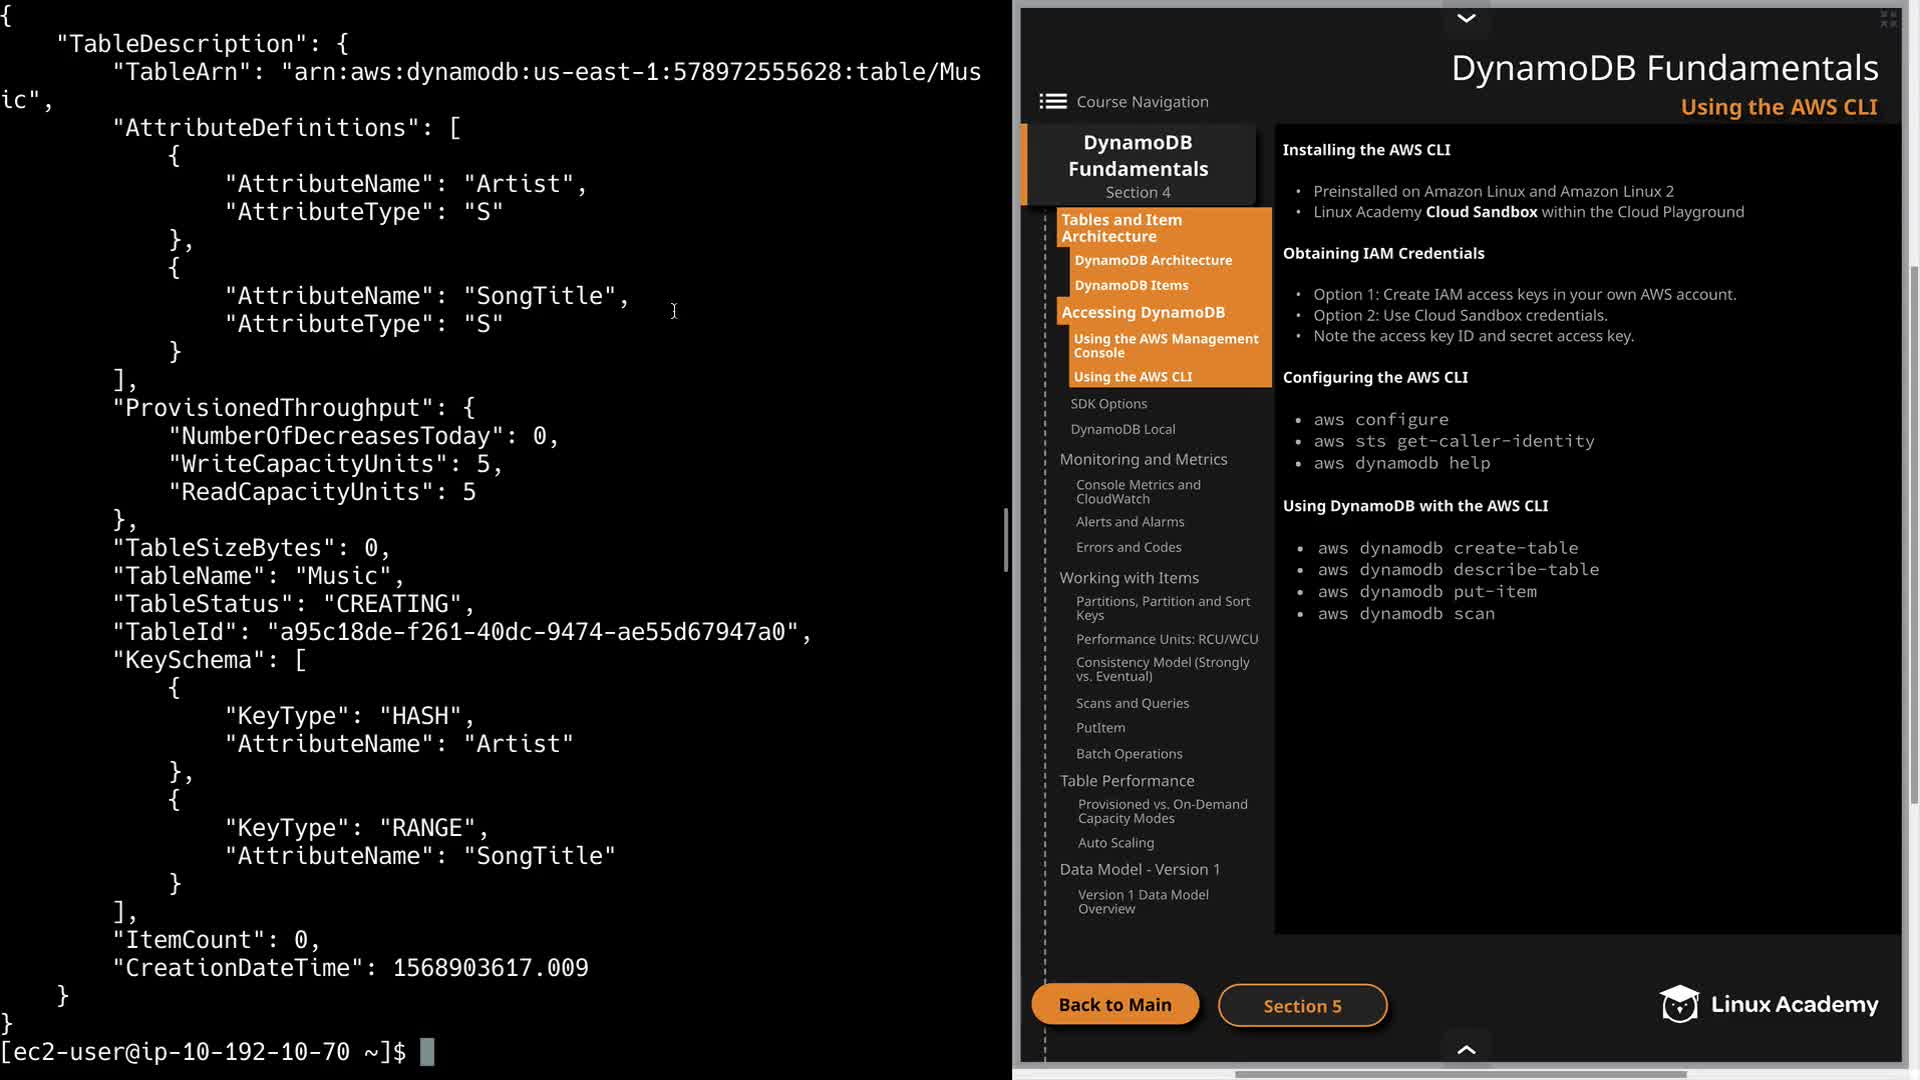 {
    "TableDescription": {
        "TableArn": "arn:aws:dynamodb:us-east-1:578972555628:table/Mus
ic",
        "AttributeDefinitions": [
            {
                "AttributeName": "Artist",
                "AttributeType": "S"
            },
            {
                "AttributeName": "SongTitle",
                "AttributeType": "S"
            }
        ],
        "ProvisionedThroughput": {
            "NumberOfDecreasesToday": 0,
            "WriteCapacityUnits": 5,
            "ReadCapacityUnits": 5
        },
        "TableSizeBytes": 0,
        "TableName": "Music",
        "TableStatus": "CREATING",
        "TableId": "a95c18de-f261-40dc-9474-ae55d67947a0",
        "KeySchema": [
            {
                "KeyType": "HASH",
                "AttributeName": "Artist"
            },
            {
                "KeyType": "RANGE",
                "AttributeName": "SongTitle"
            }
        ],
        "ItemCount": 0,
        "CreationDateTime": 1568903617.009
    }
}
[ec2-user@ip-10-192-10-70 ~]$
DynamoDB Fundamentals
Using the AWS CLI
Course Navigation
DynamoDB
Fundamentals
Section 4
Tables and Item
Architecture
DynamoDB Architecture
DynamoDB Items
Accessing DynamoDB
Using the AWS Management
Console
Using the AWS CLI
SDK Options
DynamoDB Local
Monitoring and Metrics
Console Metrics and
CloudWatch
Alerts and Alarms
Errors and Codes
Working with Items
Partitions, Partition and Sort
Keys
Performance Units: RCU/WCU
Consistency Model (Strongly
vs. Eventual)
Scans and Queries
PutItem
Batch Operations
Table Performance
Provisioned vs. On-Demand
Capacity Modes
Auto Scaling
Data Model - Version 1
Version 1 Data Model
Overview
Installing the AWS CLI
• Preinstalled on Amazon Linux and Amazon Linux 2
• Linux Academy Cloud Sandbox within the Cloud Playground
Obtaining IAM Credentials
• Option 1: Create IAM access keys in your own AWS account.
• Option 2: Use Cloud Sandbox credentials.
• Note the access key ID and secret access key.
Configuring the AWS CLI
• aws configure
• aws sts get-caller-identity
• aws dynamodb help
Using DynamoDB with the AWS CLI
• aws dynamodb create-table
• aws dynamodb describe-table
• aws dynamodb put-item
• aws dynamodb scan
Back to Main
Section 5
Linux Academy